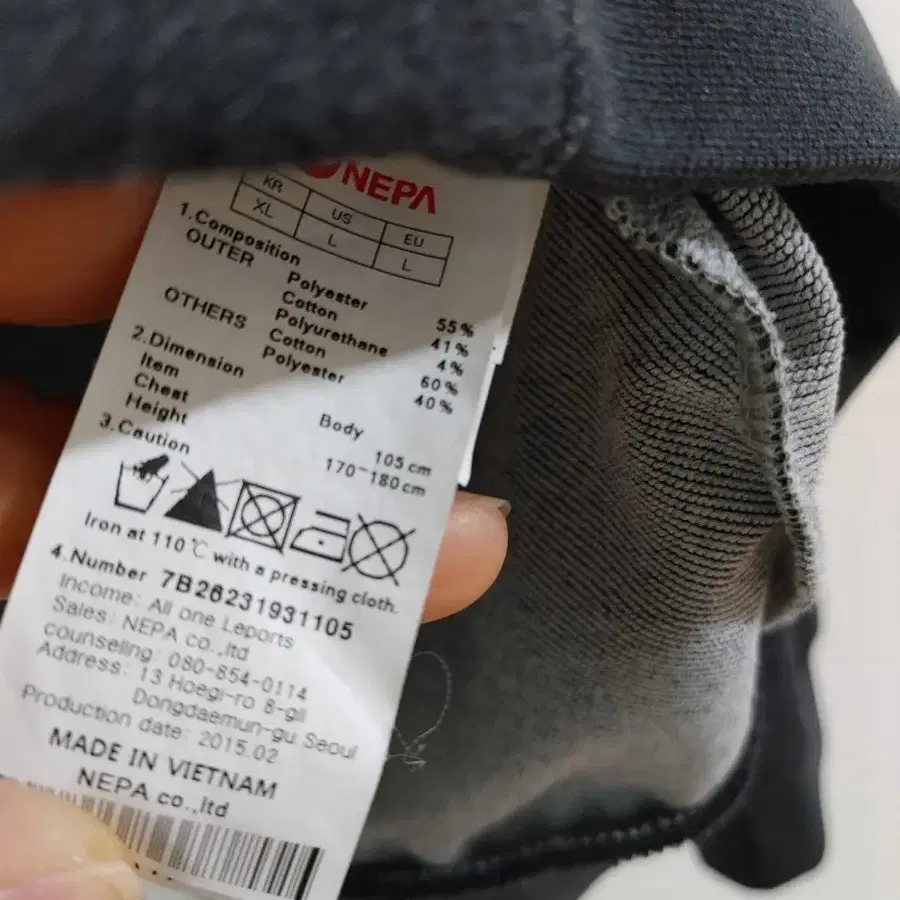 NEPA
KR US EU
XL L L
1.Composition
OUTER Polyester 55%
Cotton 41%
Polyurethane 4%
OTHERS Cotton 60%
Polyester 40%
2.Dimension
Item Body
Chest 105 cm
Height 170-180 cm
3.Caution
Iron at 110℃ with a pressing cloth.
4.Number 7B26231931105
Income: All one Leports
Sales: NEPA co.,ltd
counseling: 080-854-0114
Address: 13 Hoegi-ro 8-gil
Dongdaemun-gu Seoul
Production date: 2015.02
MADE IN VIETNAM
NEPA co.,ltd